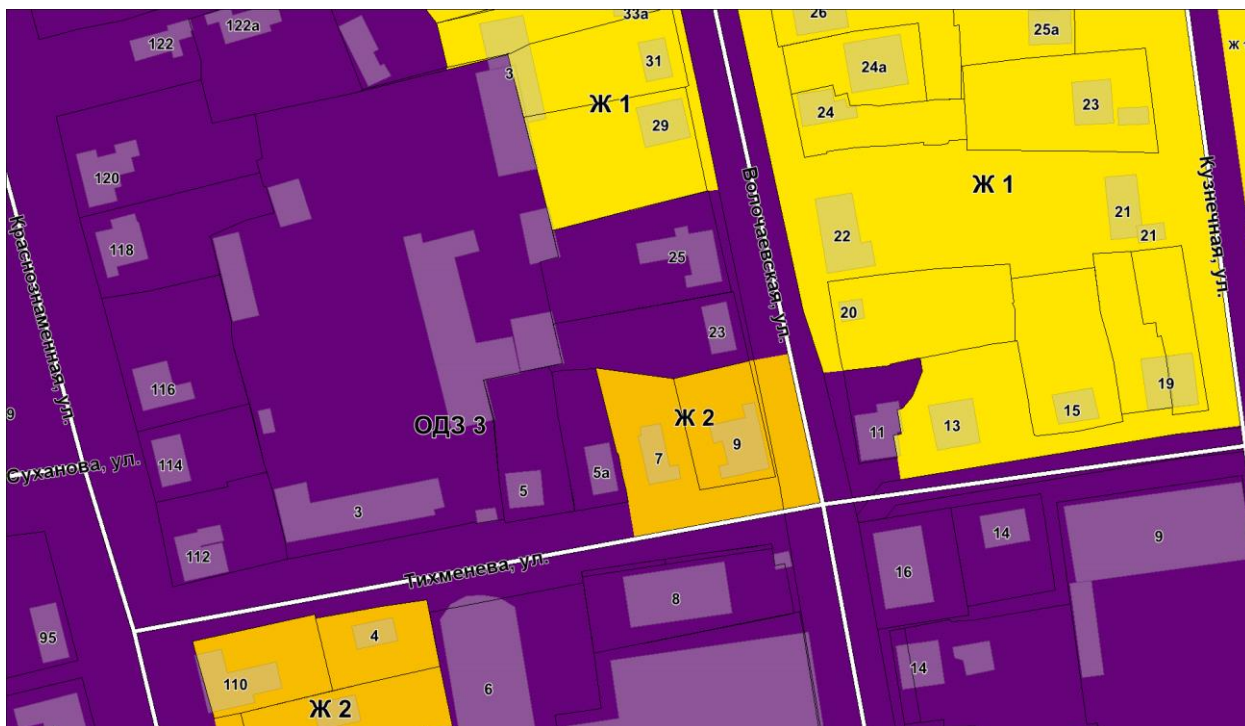 122
122а
33а
26
25а
31
24а
Ж 1
3
Ж 1
24
23
29
120
Ж 1
Волочаевская, ул.
Кузнечная, ул.
118
22
21
21
25
Краснознаменная, ул.
20
23
116
9
ОДЗ 3
Ж 2
9
11
13
15
19
Суханова, ул.
114
7
5а
5
3
112
Тихменева, ул.
14
9
16
8
95
4
14
110
6
Ж 2